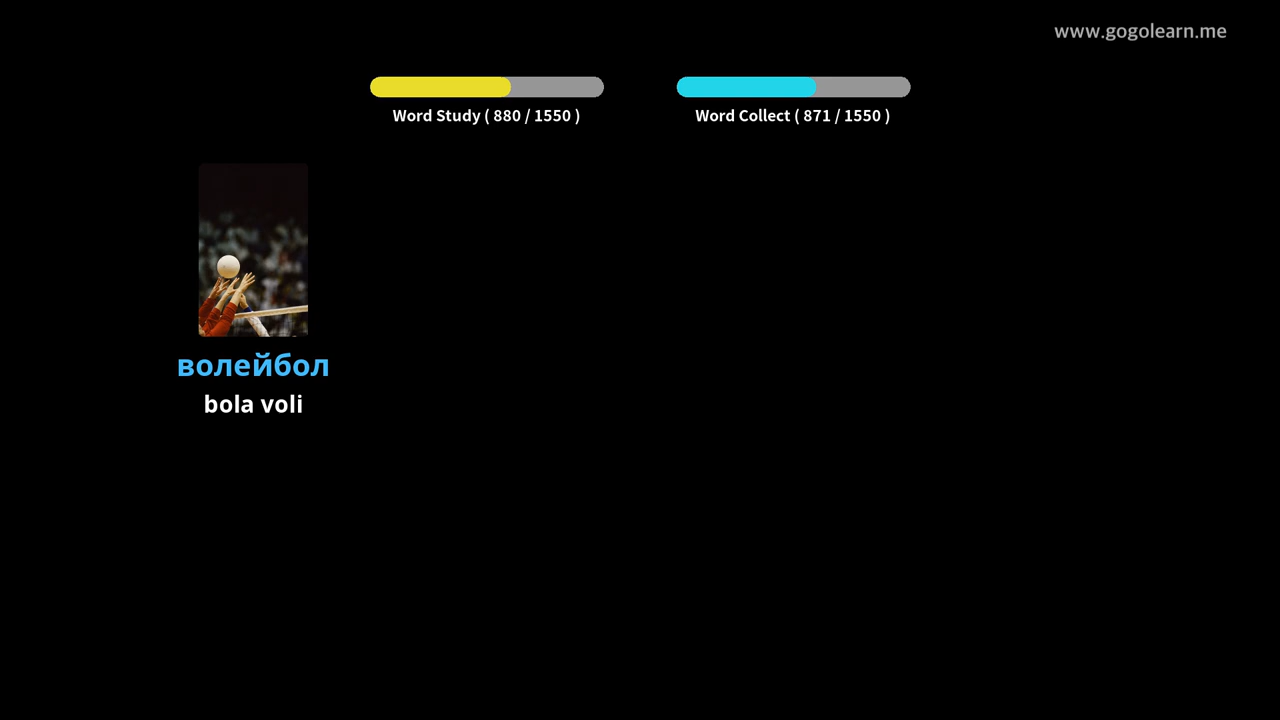 www.gogolearn.me
Word Study ( 880 / 1550 )
Word Collect ( 871 / 1550 )
волейбол
bola voli